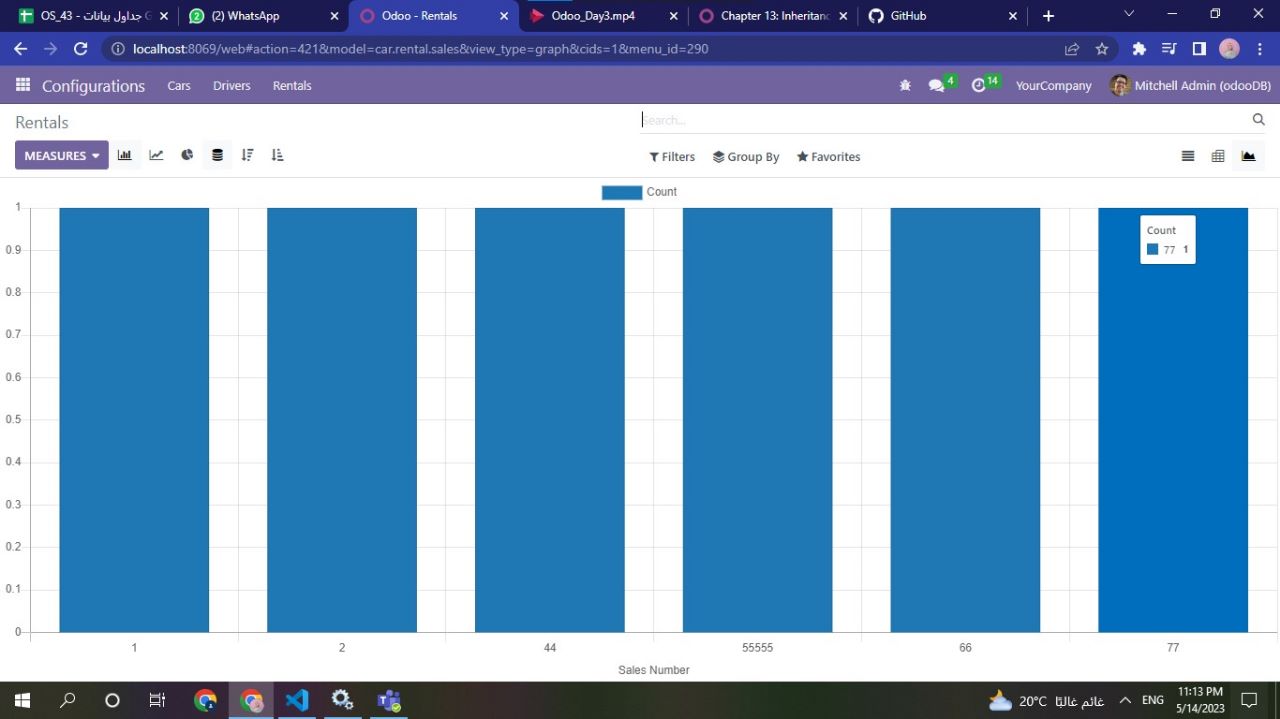 OS_43 - جداول بيانات G
(2) WhatsApp
Odoo - Rentals
Odoo_Day3.mp4
Chapter 13: Inheritanc
GitHub
localhost:8069/web#action=421&model=car.rental.sales&view_type=graph&cids=1&menu_id=290
Configurations Cars Drivers Rentals 4 14 YourCompany Mitchell Admin (odooDB)
Rentals
Search...
MEASURES
Filters Group By Favorites
Count
1
0.9
0.8
0.7
0.6
0.5
0.4
0.3
0.2
0.1
0
Count
77 1
1 2 44 55555 66 77
Sales Number
20°C غائم غالبًا
ENG
11:13 PM
5/14/2023